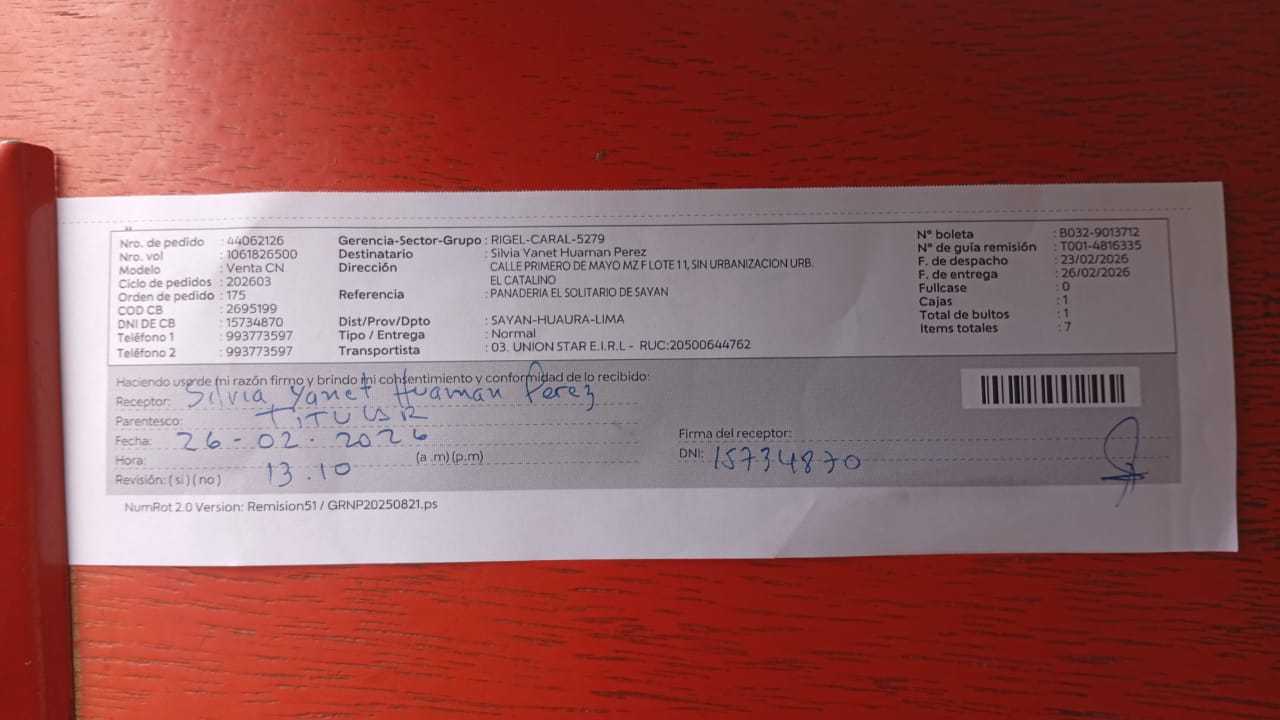 Nro. de pedido : 44062126
Nro. vol : 1061826500
Modelo : Venta CN
Ciclo de pedidos : 202603
Orden de pedido : 175
COD CB : 2695199
DNI DE CB : 15734870
Teléfono 1 : 993773597
Teléfono 2 : 993773597
Gerencia-Sector-Grupo : RIGEL-CARAL-5279
Destinatario : Silvia Yanet Huaman Perez
Dirección CALLE PRIMERO DE MAYO MZ F LOTE 11, SIN URBANIZACION URB.
EL CATALINO
Referencia : PANADERIA EL SOLITARIO DE SAYAN
Dist/Prov/Dpto : SAYAN-HUAURA-LIMA
Tipo / Entrega : Normal
Transportista : 03. UNION STAR E.I.R.L - RUC:20500644762
N° boleta : B032-9013712
N° de guía remisión : T001-4816335
F. de despacho : 23/02/2026
F. de entrega : 26/02/2026
Fullcase : 0
Cajas : 1
Total de bultos : 1
Items totales : 7
Haciendo uso de mi razón firmo y brindo mi consentimiento y conformidad de lo recibido:
Receptor: Silvia Yanet Huaman Perez
Parentesco: TITULAR
Fecha: 26-02-2026
Hora: 13.10 (a .m) (p.m)
Revisión: ( si ) ( no )
Firma del receptor:
DNI: 15734870
NumRot 2.0 Version: Remision51 / GRNP20250821.ps